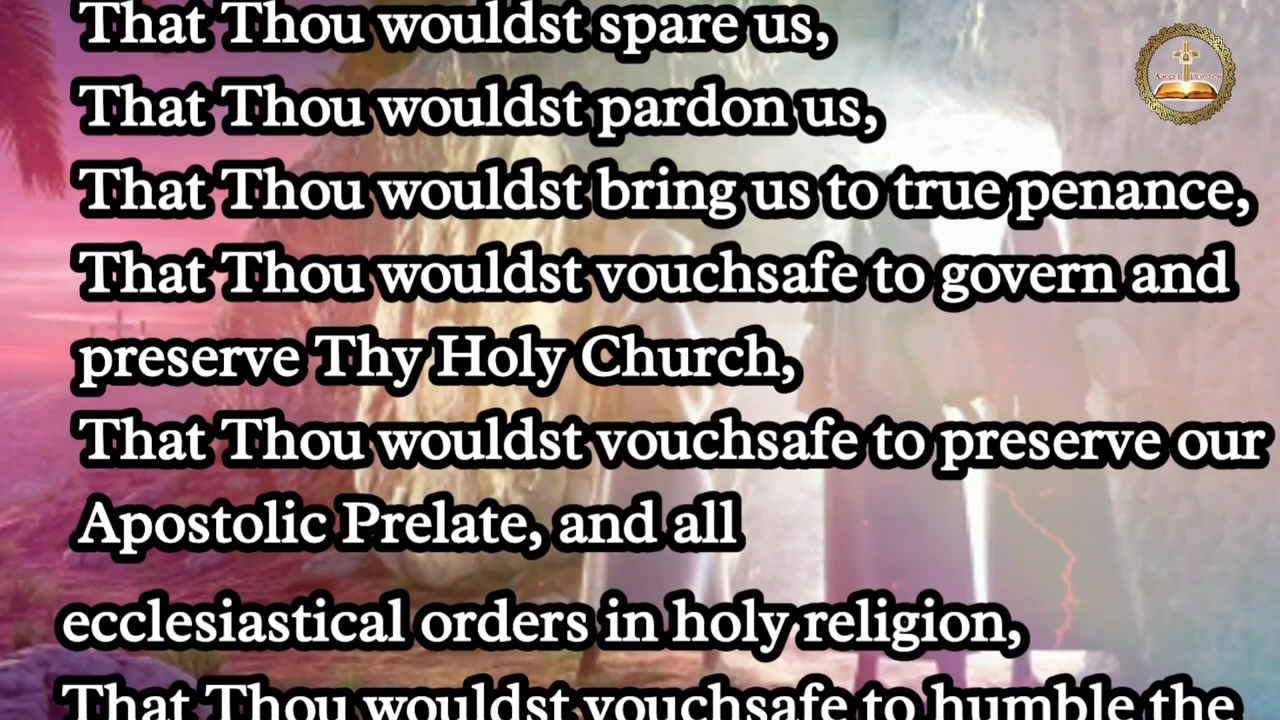 That Thou wouldst spare us,
That Thou wouldst pardon us,
That Thou wouldst bring us to true penance,
That Thou wouldst vouchsafe to govern and
preserve Thy Holy Church,
That Thou wouldst vouchsafe to preserve our
Apostolic Prelate, and all
ecclesiastical orders in holy religion,
That Thou wouldst vouchsafe to humble the